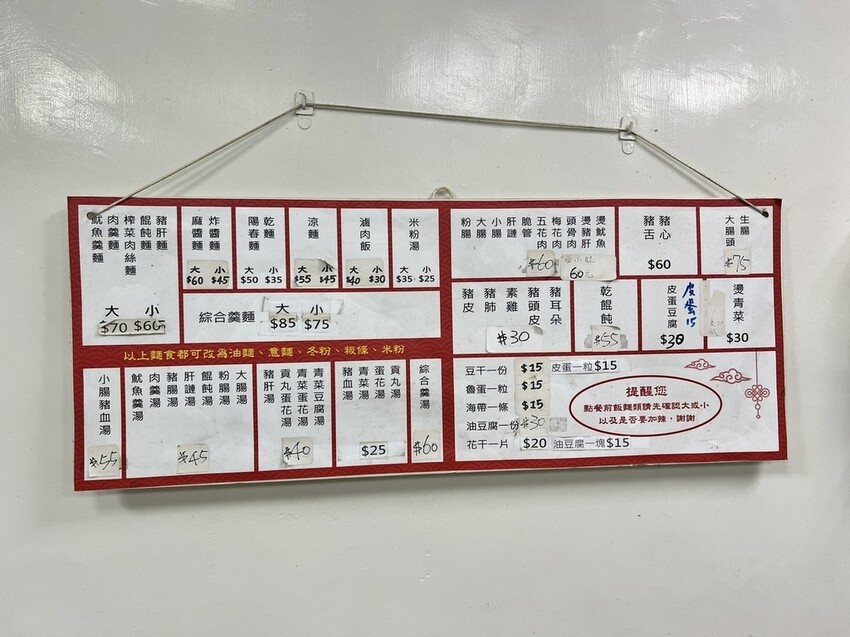 魷魚羹麵
肉羹麵
榨菜肉絲麵
餛飩麵
豬肝麵
大 小
$70 $60
麻醬麵
炸醬麵
大 小
$60 $45
陽春麵
乾麵
大 小
$50 $35
涼麵
大 小
$55 $45
滷肉飯
大 小
$40 $30
米粉湯
大 小
$35 $25
綜合羹麵
大 小
$85 $75
以上麵食都可改為油麵、意麵、冬粉、粄條、米粉
小腸豬血湯
$55
魷魚羹湯
肉羹湯
豬腸湯
肝連湯
餛飩湯
粉腸湯
大腸湯
$45
豬肝湯
貢丸蛋花湯
青菜蛋花湯
青菜豆腐湯
$40
豬血湯
青菜湯
蛋花湯
貢丸湯
$25
綜合羹湯
$60
粉腸
大腸
小腸
肝連
脆管
五花肉
梅花肉
頭骨肉
燙豬肝
燙魷魚
$60
60元
豬舌
豬心
$60
大腸頭
生腸
$75
豬皮
豬肺
素雞
豬頭皮
豬耳朵
$30
乾餛飩
$55
皮蛋豆腐
$30
皮蛋15
燙青菜
$30
豆干一份 $15 皮蛋一粒$15
魯蛋一粒 $15
海帶一條 $15
油豆腐一份$30
花干一片 $20 油豆腐一塊$15
提醒您
點餐前飯麵類請先確認大或小
以及是否要加辣，謝謝